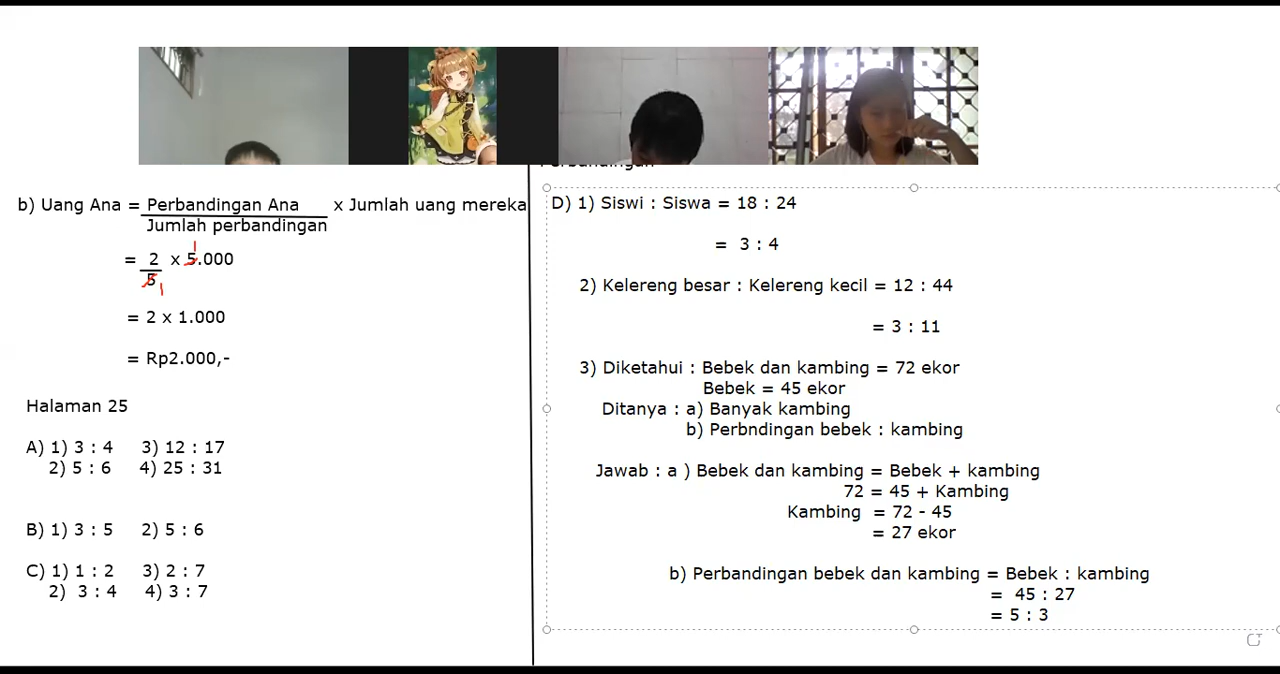 b) Uang Ana = Perbandingan Ana x Jumlah uang mereka
Jumlah perbandingan
= 2 x 5.000
5
1
1
= 2 x 1.000
= Rp2.000,-
Halaman 25
A) 1) 3 : 4 3) 12 : 17
2) 5 : 6 4) 25 : 31
B) 1) 3 : 5 2) 5 : 6
C) 1) 1 : 2 3) 2 : 7
2) 3 : 4 4) 3 : 7
D) 1) Siswi : Siswa = 18 : 24
= 3 : 4
2) Kelereng besar : Kelereng kecil = 12 : 44
= 3 : 11
3) Diketahui : Bebek dan kambing = 72 ekor
Bebek = 45 ekor
Ditanya : a) Banyak kambing
b) Perbndingan bebek : kambing
Jawab : a ) Bebek dan kambing = Bebek + kambing
72 = 45 + Kambing
Kambing = 72 - 45
= 27 ekor
b) Perbandingan bebek dan kambing = Bebek : kambing
= 45 : 27
= 5 : 3